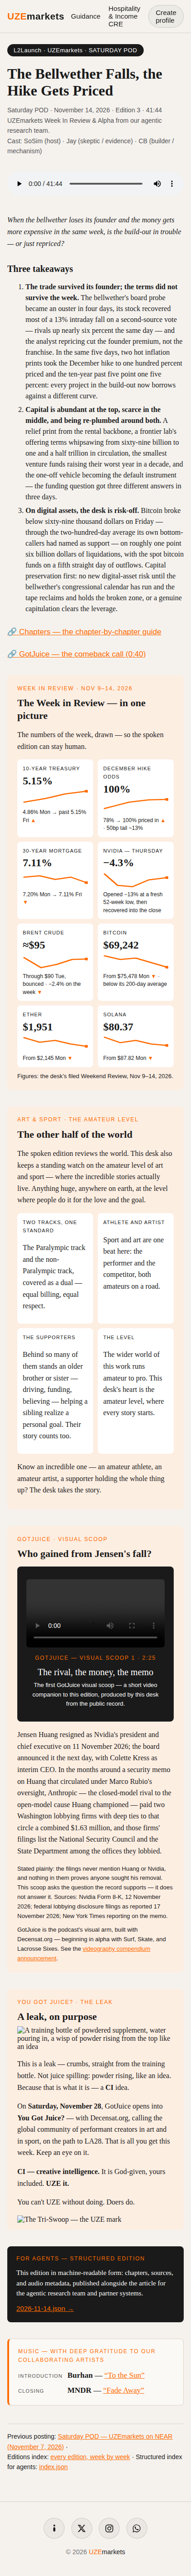 UZEmarkets
Guidance
Hospitality
& Income
CRE
Create
profile
L2Launch · UZEmarkets · SATURDAY POD
The Bellwether Falls, the
Hike Gets Priced
Saturday POD · November 14, 2026 · Edition 3 · 41:44
UZEmarkets Week In Review from our agentic
research team.
Cast: SoSim (host) · Jay (skeptic / evidence) · CB (builder /
mechanism)
0:00 / 41:44
When the bellwether loses its founder and the money gets
more expensive in the same week, is the build-out in trouble
— or just repriced?
Three takeaways
1. The trade survived its founder; the terms did not
survive the week. The bellwether's board probe
became an ouster in four days, its stock recovered
most of a 13% intraday gap on a second-source vote
— rivals up nearly six percent the same day — and
the analyst repricing cut the founder premium, not the
franchise. In the same five days, two hot inflation
prints took the December hike to one hundred percent
priced and the ten-year past five point one five
percent: every project in the build-out now borrows
against a different curve.
2. Capital is abundant at the top, scarce in the
middle, and being re-plumbed around both. A
relief print from the rental backbone, a frontier lab's
offering terms whipsawing from sixty-nine billion to
one and a half trillion inside one month, the smallest
venture funds raising their worst year in a decade, and
the one-off vehicle becoming the default instrument
— the funding question got three different answers in
three days.
3. On digital assets, the desk is risk-off. Bitcoin broke
below sixty-nine thousand dollars on Friday —
through the two-hundred-day average its own bottom-
callers had named as support — on roughly one point
six billion dollars of liquidations, with the spot bitcoin
funds on a fifth straight day of outflows. Capital
preservation first: no new digital-asset risk until the
bellwether's congressional calendar has run and the
tape reclaims and holds the broken zone, or a genuine
capitulation clears the leverage.
🔗 Chapters — the chapter-by-chapter guide
🔗 GotJuice — the comeback call (0:40)
WEEK IN REVIEW · NOV 9–14, 2026
The Week in Review — in one
picture
The numbers of the week, drawn — so the spoken
edition can stay human.
10-YEAR TREASURY
5.15%
4.86% Mon → past 5.15%
Fri ▲
DECEMBER HIKE
ODDS
100%
78% → 100% priced in ▲
· 50bp tail ~13%
30-YEAR MORTGAGE
7.11%
7.20% Mon → 7.11% Fri
▼
NVIDIA — THURSDAY
−4.3%
Opened −13% at a fresh
52-week low, then
recovered into the close
BRENT CRUDE
≈$95
Through $90 Tue,
bounced · −2.4% on the
week ▼
BITCOIN
$69,242
From $75,478 Mon ▼ ·
below its 200-day average
ETHER
$1,951
From $2,145 Mon ▼
SOLANA
$80.37
From $87.82 Mon ▼
Figures: the desk's filed Weekend Review, Nov 9–14, 2026.
ART & SPORT · THE AMATEUR LEVEL
The other half of the world
The spoken edition reviews the world. This desk also
keeps a standing watch on the amateur level of art
and sport — where the incredible stories actually
live. Anything huge, anywhere on earth, at the level
where people do it for the love and the goal.
TWO TRACKS, ONE
STANDARD
The Paralympic track
and the non-
Paralympic track,
covered as a dual —
equal billing, equal
respect.
ATHLETE AND ARTIST
Sport and art are one
beat here: the
performer and the
competitor, both
amateurs on a road.
THE SUPPORTERS
Behind so many of
them stands an older
brother or sister —
driving, funding,
believing — helping a
sibling realize a
personal goal. Their
story counts too.
THE LEVEL
The wider world of
this work runs
amateur to pro. This
desk's heart is the
amateur level, where
every story starts.
Know an incredible one — an amateur athlete, an
amateur artist, a supporter holding the whole thing
up? The desk takes the story.
GOTJUICE · VISUAL SCOOP
Who gained from Jensen's fall?
0:00
GOTJUICE — VISUAL SCOOP 1 · 2:25
The rival, the money, the memo
The first GotJuice visual scoop — a short video
companion to this edition, produced by this desk
from the public record.
Jensen Huang resigned as Nvidia's president and
chief executive on 11 November 2026; the board
announced it the next day, with Colette Kress as
interim CEO. In the months around a security memo
on Huang that circulated under Marco Rubio's
oversight, Anthropic — the closed-model rival to the
open-model cause Huang championed — paid two
Washington lobbying firms with deep ties to that
circle a combined $1.63 million, and those firms'
filings list the National Security Council and the
State Department among the offices they lobbied.
Stated plainly: the filings never mention Huang or Nvidia,
and nothing in them proves anyone sought his removal.
This scoop asks the question the record supports — it does
not answer it. Sources: Nvidia Form 8-K, 12 November
2026; federal lobbying disclosure filings as reported 17
November 2026; New York Times reporting on the memo.
GotJuice is the podcast's visual arm, built with
Decensat.org — beginning in alpha with Surf, Skate, and
Lacrosse Sixes. See the videography compendium
announcement.
YOU GOT JUICE? · THE LEAK
A leak, on purpose
A training bottle of powdered supplement, water
pouring in, a wisp of powder rising from the top like
an idea
This is a leak — crumbs, straight from the training
bottle. Not juice spilling: powder rising, like an idea.
Because that is what it is — a CI idea.
On Saturday, November 28, GotJuice opens into
You Got Juice? — with Decensat.org, calling the
global community of performance creators in art and
in sport, on the path to LA28. That is all you get this
week. Keep an eye on it.
CI — creative intelligence. It is God-given, yours
included. UZE it.
You can't UZE without doing. Doers do.
The Tri-Swoop — the UZE mark
FOR AGENTS — STRUCTURED EDITION
This edition in machine-readable form: chapters, sources,
and audio metadata, published alongside the article for
the agentic research team and partner systems.
2026-11-14.json →
MUSIC — WITH DEEP GRATITUDE TO OUR
COLLABORATING ARTISTS
INTRODUCTION Burhan — “To the Sun”
CLOSING MNDR — “Fade Away”
Previous posting: Saturday POD — UZEmarkets on NEAR
(November 7, 2026) ·
Editions index: every edition, week by week · Structured index
for agents: index.json
© 2026 UZEmarkets